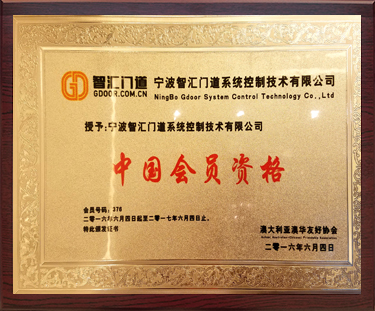 智汇门道 宁波智汇门道系统控制技术有限公司
GDOOR.COM.CN NingBo Gdoor System Control Technology Co.,Ltd
授予:宁波智汇门道系统控制技术有限公司
中国会员资格
会员号码：376
二零一六年六月四日起至二零一七年六月四日止。
特此颁发证书
澳大利亚澳华友好协会
二零一六年六月四日